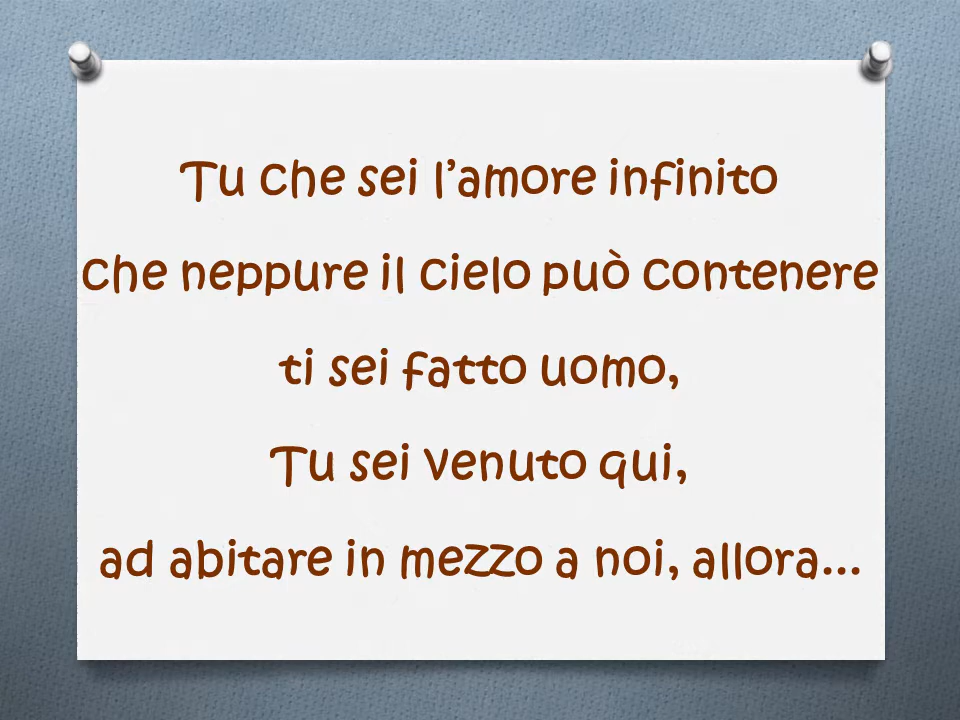 Tu che sei l’amore infinito
che neppure il cielo può contenere
ti sei fatto uomo,
Tu sei venuto qui,
ad abitare in mezzo a noi, allora...